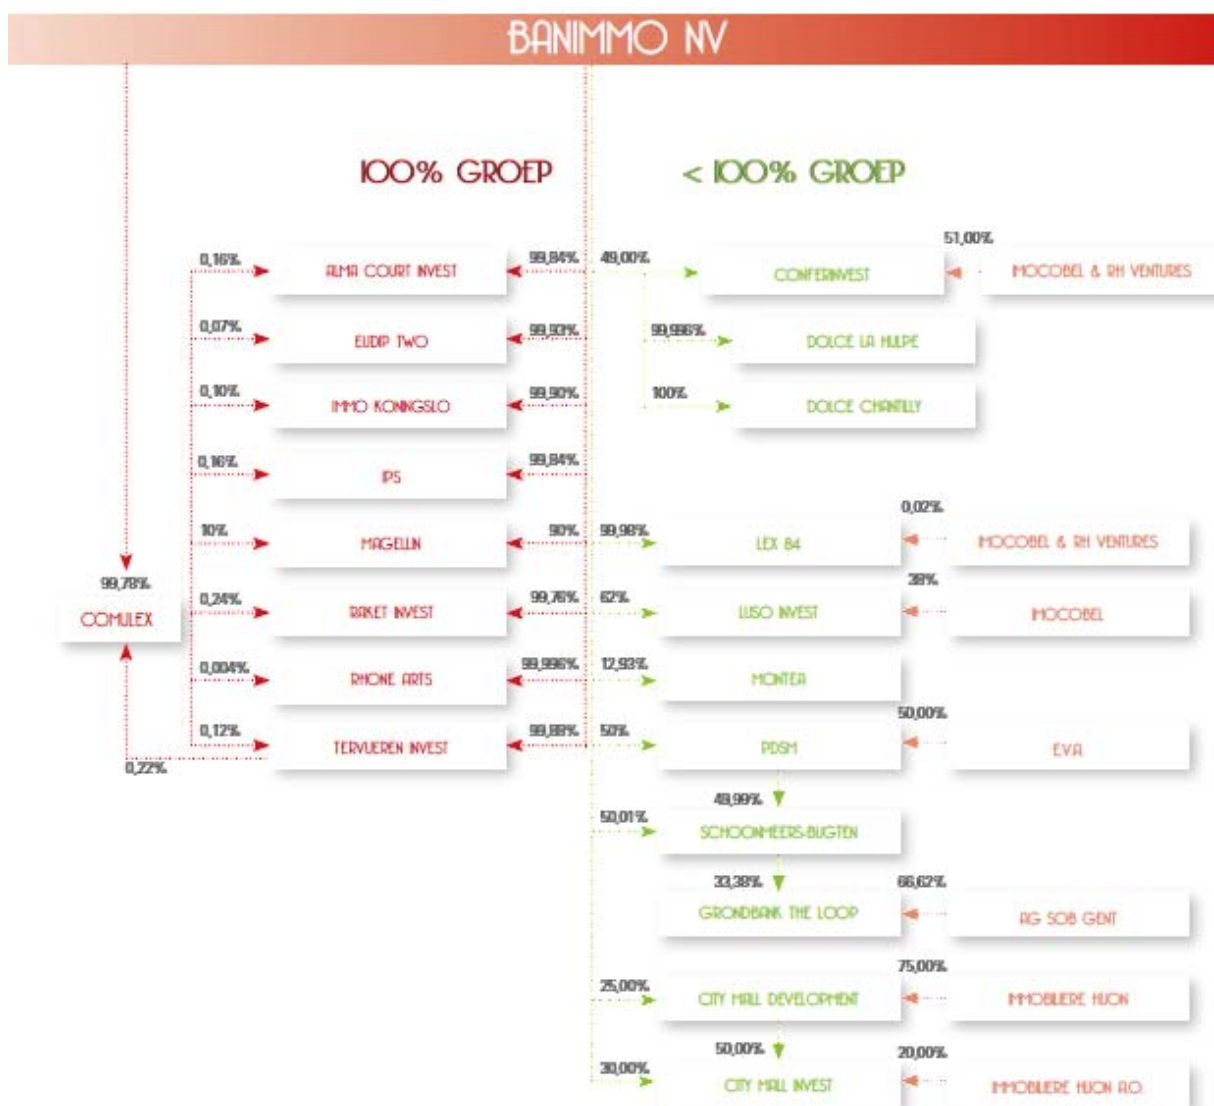 BANIMMO NV
100% GROEP
< 100% GROEP
51,00%
0,16%
ALMA COURT INVEST
99,84%
49,00%
CONFERINVEST
IMOCOBEL & RH VENTURES
0,07%
EUDIP TWO
99,93%
99,996%
DOLCE LA HULPE
0,10%
IMMO KONINGSLO
99,90%
100%
DOLCE CHANTILLY
0,16%
IPS
99,84%
0,02%
10%
MAGELLIN
90%
99,98%
LEX 84
IMOCOBEL & RH VENTURES
99,78%
COMULEX
0,24%
RAKET INVEST
99,76%
62%
LUSO INVEST
38%
IMOCOBEL
0,004%
RHONE ARTS
99,996%
12,93%
MONTEA
0,12%
TERVUEREN INVEST
99,88%
50%
PDSM
50,00%
EVA
0,22%
49,99%
50,01%
SCHOONMEERS-BUGTEN
33,38%
66,62%
GRONDBANK THE LOOP
AG SOB GENT
75,00%
25,00%
CITY MALL DEVELOPMENT
IMMOBILIERE HUON
50,00%
20,00%
30,00%
CITY MALL INVEST
IMMOBILIERE HUON A.O.